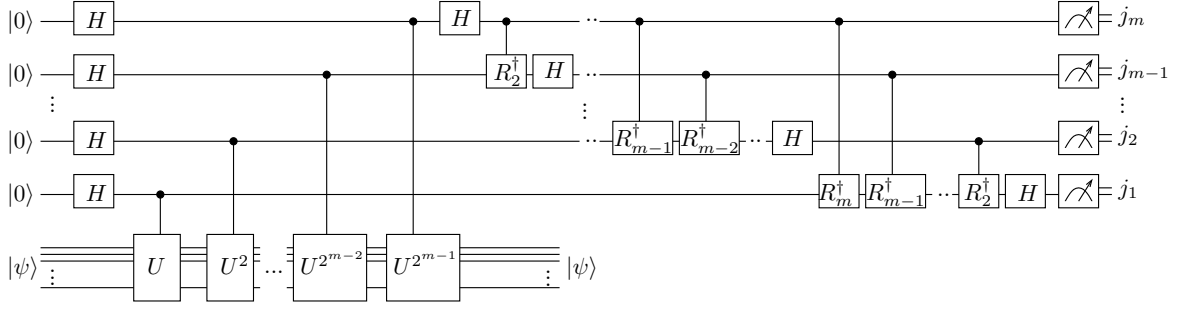 |0⟩ H H ·· j_m
|0⟩ H R_2^† H ·· j_{m−1}
⋮ ⋮ ⋮
|0⟩ H ·· R_{m−1}^† R_{m−2}^† ·· H j_2
|0⟩ H R_m^† R_{m−1}^† ·· R_2^† H j_1
|ψ⟩ ⋮ U U^2 ... U^{2^{m−2}} U^{2^{m−1}} ⋮ |ψ⟩